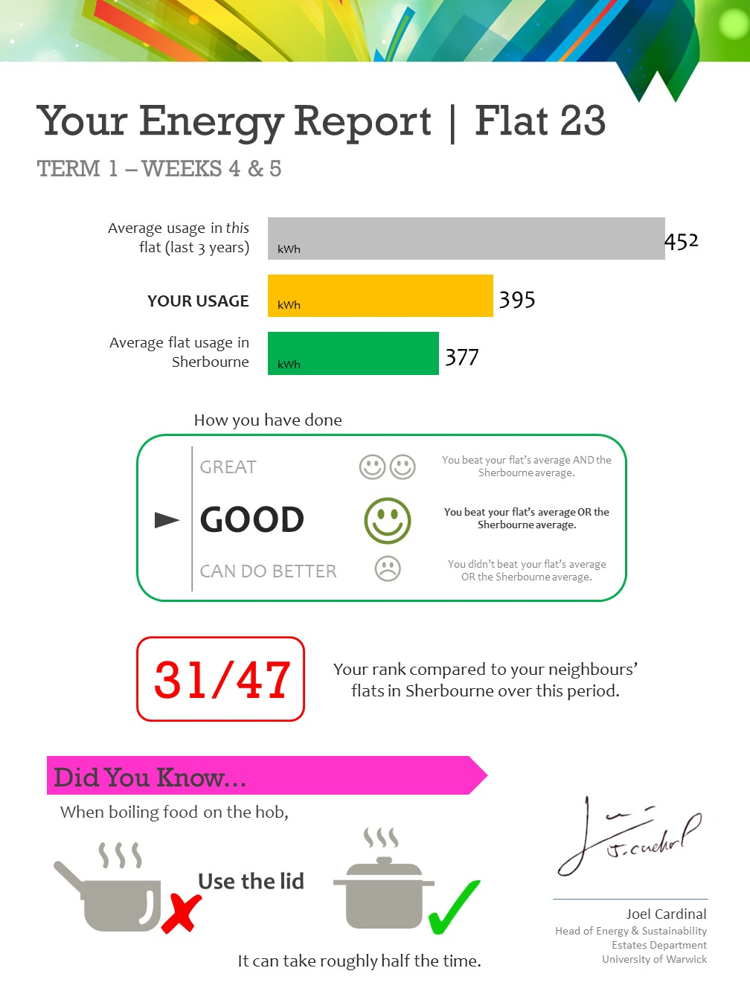 Your Energy Report | Flat 23
TERM 1 – WEEKS 4 & 5
Average usage in this
flat (last 3 years)
kWh
452
YOUR USAGE
kWh
395
Average flat usage in
Sherbourne
kWh
377
How you have done
GREAT
You beat your flat's average AND the
Sherbourne average.
GOOD
You beat your flat's average OR the
Sherbourne average.
CAN DO BETTER
You didn't beat your flat's average
OR the Sherbourne average.
31/47
Your rank compared to your neighbours'
flats in Sherbourne over this period.
Did You Know...
When boiling food on the hob,
Use the lid
It can take roughly half the time.
Joel Cardinal
Head of Energy & Sustainability
Estates Department
University of Warwick